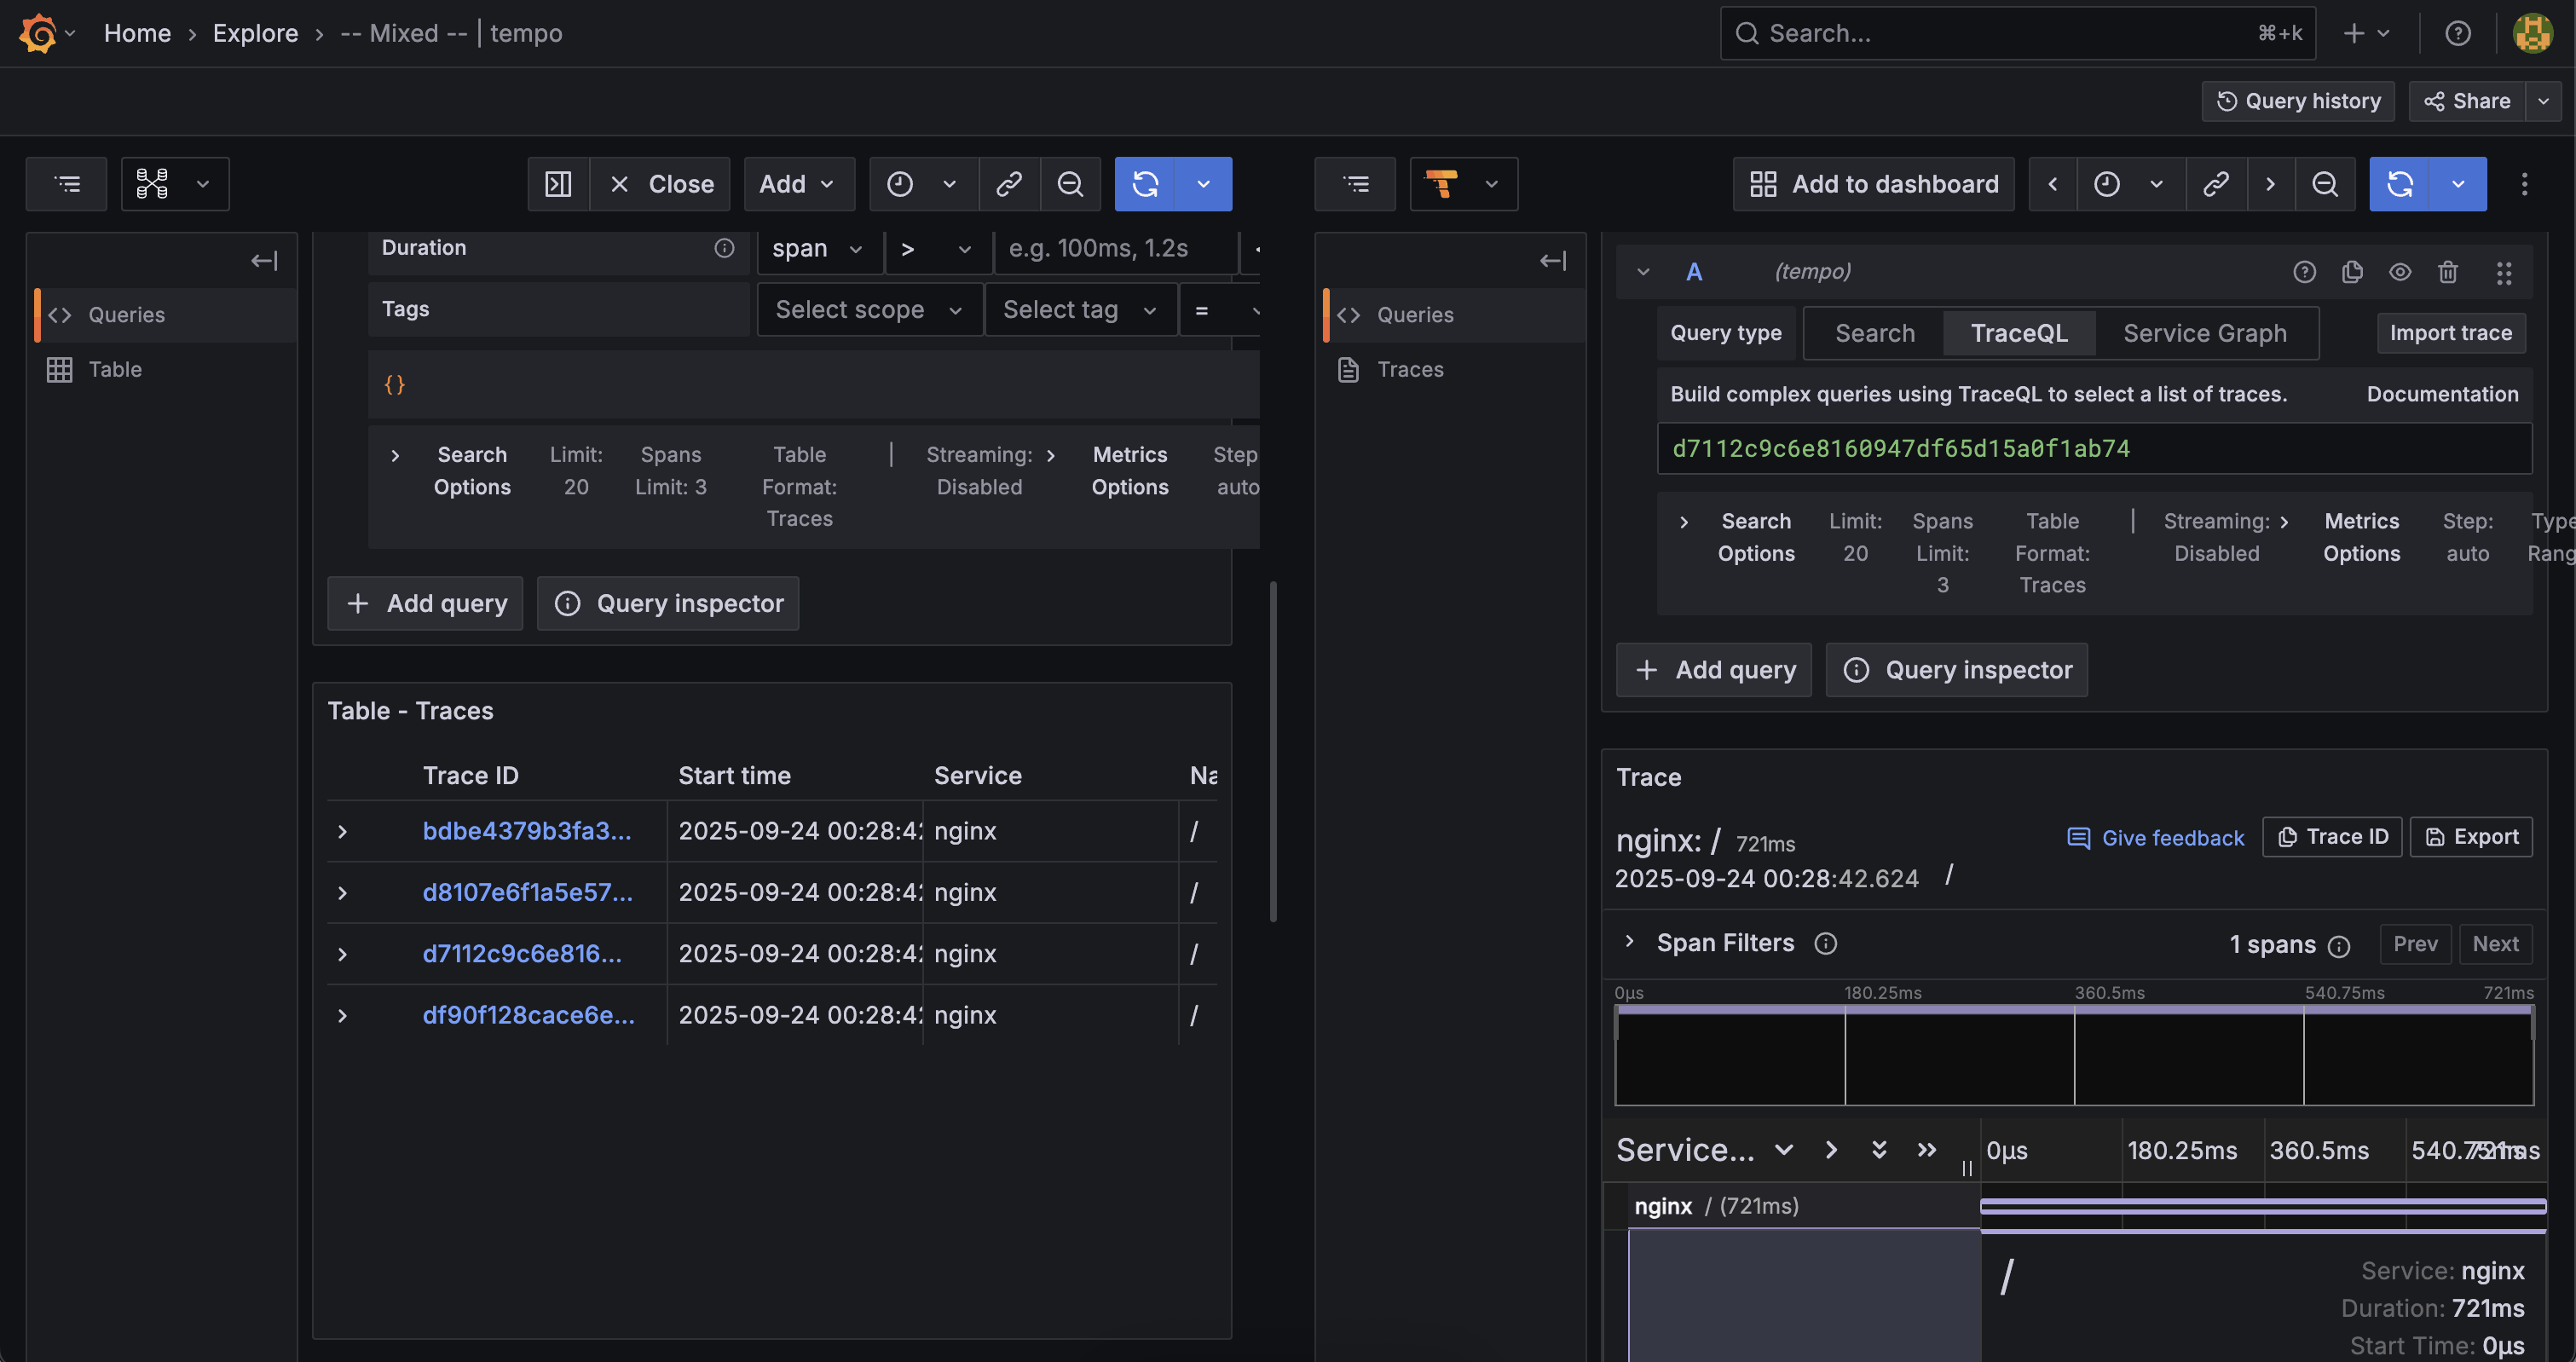 Home › Explore › -- Mixed -- | tempo
Search... ⌘+k
Query history Share
Close Add
Add to dashboard
Queries
Table
Duration span > e.g. 100ms, 1.2s
Tags Select scope Select tag =
{}
Search Options Limit: 20 Spans Limit: 3 Table Format: Traces | Streaming: Disabled Metrics Options Step auto
+ Add query Query inspector
Table - Traces
Trace ID Start time Service Na
bdbe4379b3fa3... 2025-09-24 00:28:42 nginx /
d8107e6f1a5e57... 2025-09-24 00:28:42 nginx /
d7112c9c6e816... 2025-09-24 00:28:42 nginx /
df90f128cace6e... 2025-09-24 00:28:42 nginx /
Queries
Traces
A (tempo)
Query type Search TraceQL Service Graph Import trace
Build complex queries using TraceQL to select a list of traces. Documentation
d7112c9c6e8160947df65d15a0f1ab74
Search Options Limit: 20 Spans Limit: 3 Table Format: Traces | Streaming: Disabled Metrics Options Step: auto Type Rang
+ Add query Query inspector
Trace
nginx: / 721ms
Give feedback Trace ID Export
2025-09-24 00:28:42.624 /
Span Filters 1 spans Prev Next
0μs 180.25ms 360.5ms 540.75ms 721ms
Service... 0μs 180.25ms 360.5ms 540.75ms 721ms
nginx / (721ms)
/
Service: nginx
Duration: 721ms
Start Time: 0μs